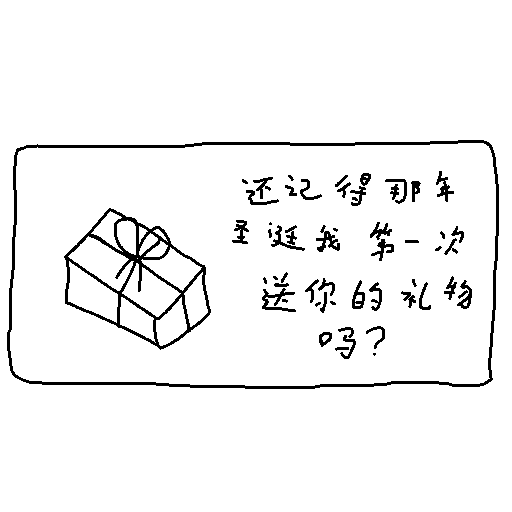 还记得那年
圣诞我第一次
送你的礼物
吗？